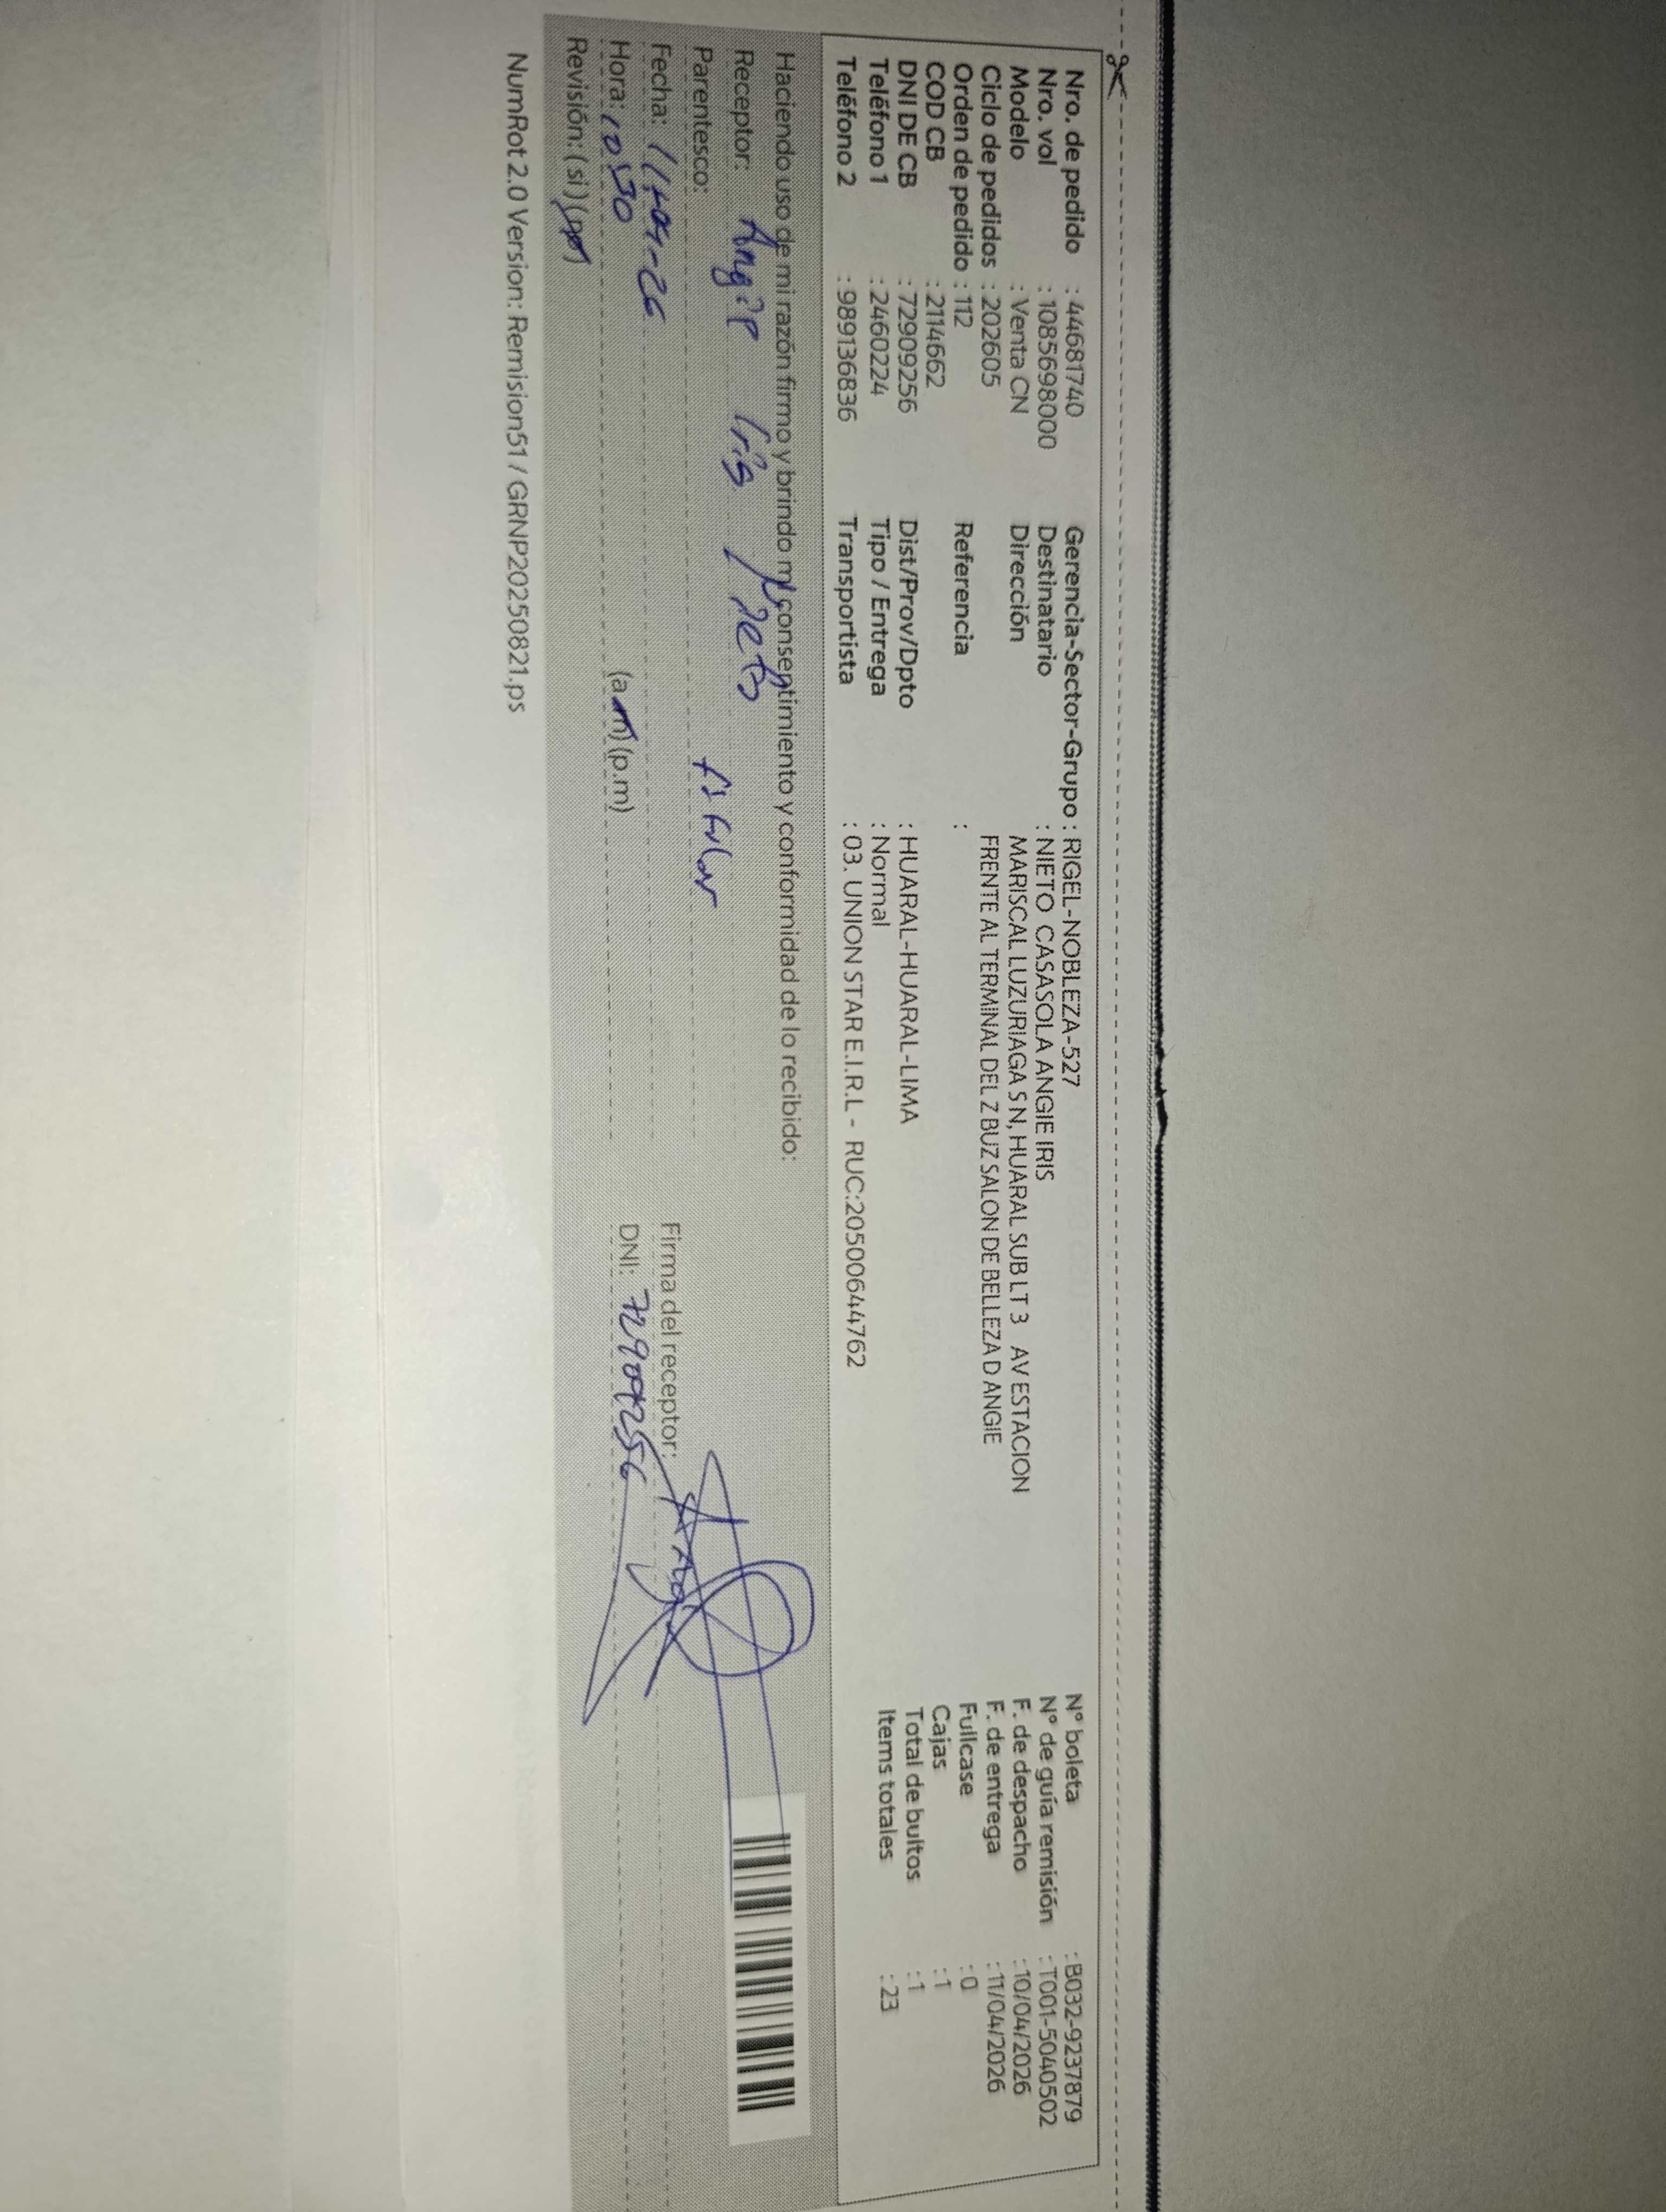 Nro. de pedido : 44681740
Nro. vol : 1085698000
Modelo : Venta CN
Ciclo de pedidos : 202605
Orden de pedido : 112
COD CB : 2114662
DNI DE CB : 72909256
Teléfono 1 : 2460224
Teléfono 2 : 989136836
Gerencia-Sector-Grupo : RIGEL-NOBLEZA-527
Destinatario : NIETO CASASOLA ANGIE IRIS
Dirección MARISCAL LUZURIAGA S N, HUARAL SUB LT 3 AV ESTACION
FRENTE AL TERMINAL DEL Z BUZ SALON DE BELLEZA D ANGIE
Referencia :
Dist/Prov/Dpto : HUARAL-HUARAL-LIMA
Tipo / Entrega : Normal
Transportista : 03. UNION STAR E.I.R.L - RUC:20500644762
N° boleta : B032-9237879
N° de guía remisión : T001-5040502
F. de despacho : 10/04/2026
F. de entrega : 11/04/2026
Fullcase : 0
Cajas : 1
Total de bultos : 1
Items totales : 23
Haciendo uso de mi razón firmo y brindo mi consentimiento y conformidad de lo recibido:
Receptor: Angie Iris Nieto
Parentesco: titular
Fecha: 11-04-26
Hora: 10:30 (a.m) (p.m)
Revisión: (si) (no)
Firma del receptor:
DNI: 72909256
NumRot 2.0 Version: Remision51 / GRNP20250821.ps